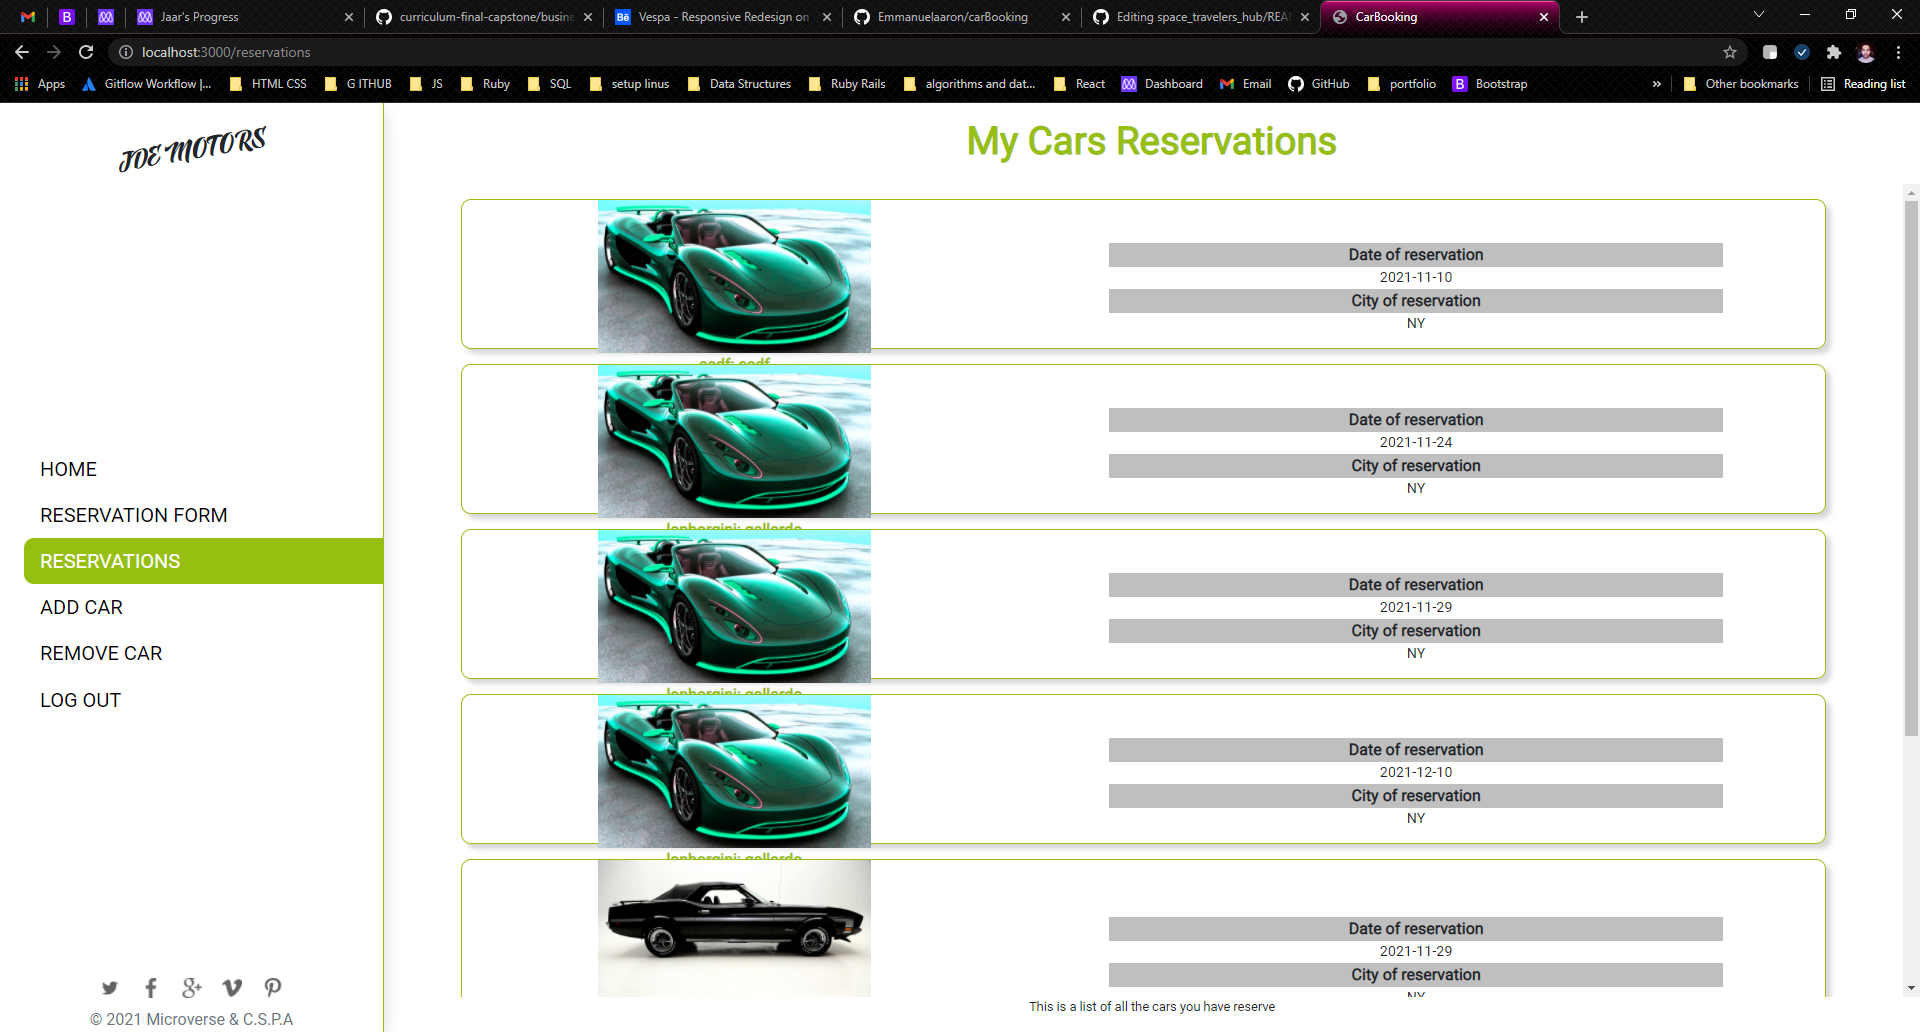 Jaar's Progress
curriculum-final-capstone/busine
Vespa - Responsive Redesign on
Emmanuelaaron/carBooking
Editing space_travelers_hub/REA
CarBooking
localhost:3000/reservations
Apps
Gitflow Workflow |...
HTML CSS
G ITHUB
JS
Ruby
SQL
setup linus
Data Structures
Ruby Rails
algorithms and dat...
React
Dashboard
Email
GitHub
portfolio
Bootstrap
»
Other bookmarks
Reading list
JOE MOTORS
HOME
RESERVATION FORM
RESERVATIONS
ADD CAR
REMOVE CAR
LOG OUT
© 2021 Microverse & C.S.P.A
My Cars Reservations
Date of reservation
2021-11-10
City of reservation
NY
Date of reservation
2021-11-24
City of reservation
NY
Date of reservation
2021-11-29
City of reservation
NY
Date of reservation
2021-12-10
City of reservation
NY
Date of reservation
2021-11-29
City of reservation
NY
This is a list of all the cars you have reserve